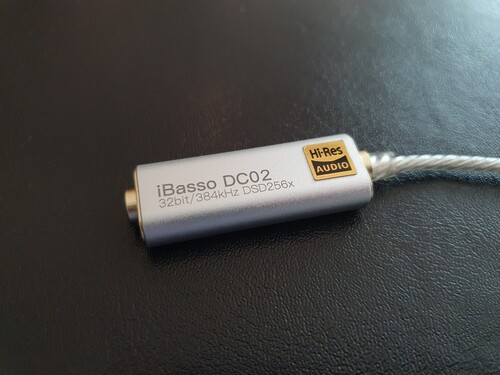 iBasso DC02
32bit/384kHz DSD256x
Hi-Res
AUDIO